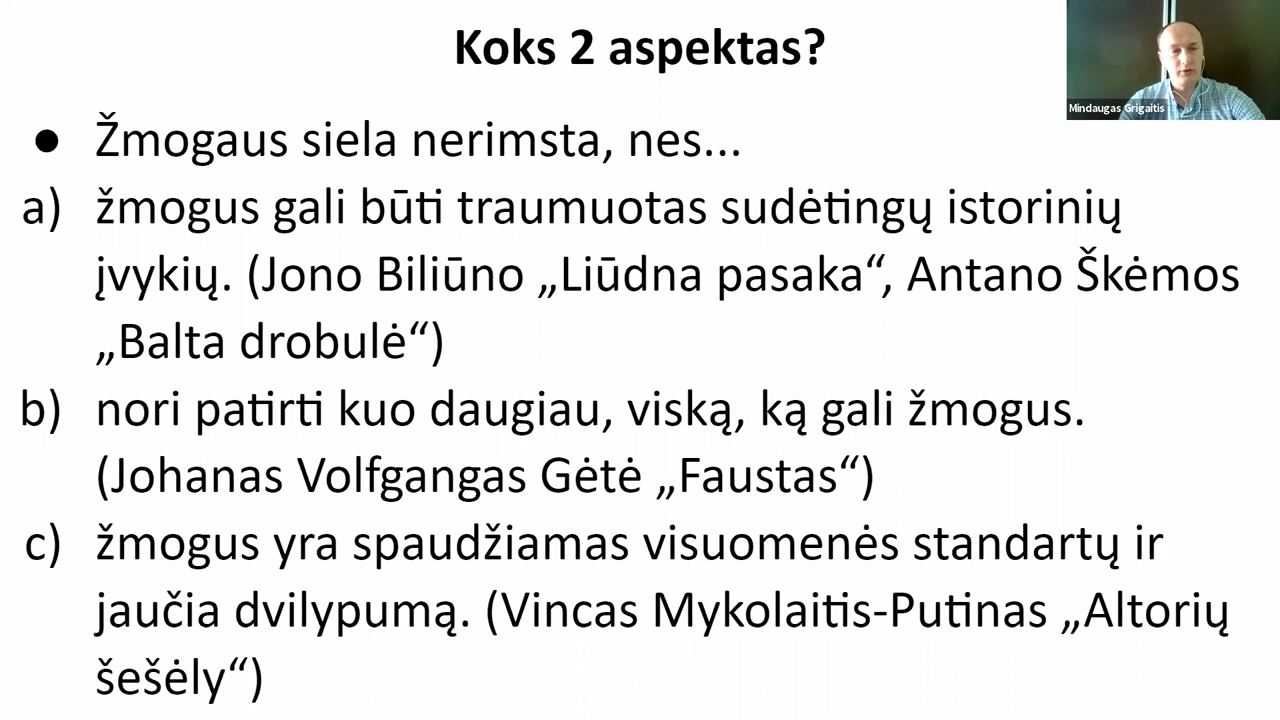 Koks 2 aspektas?
Mindaugas Grigaitis
● Žmogaus siela nerimsta, nes...
a) žmogus gali būti traumuotas sudėtingų istorinių
įvykių. (Jono Biliūno „Liūdna pasaka“, Antano Škėmos
„Balta drobulė“)
b) nori patirti kuo daugiau, viską, ką gali žmogus.
(Johanas Volfgangas Gėtė „Faustas“)
c) žmogus yra spaudžiamas visuomenės standartų ir
jaučia dvilypumą. (Vincas Mykolaitis-Putinas „Altorių
šešėly“)